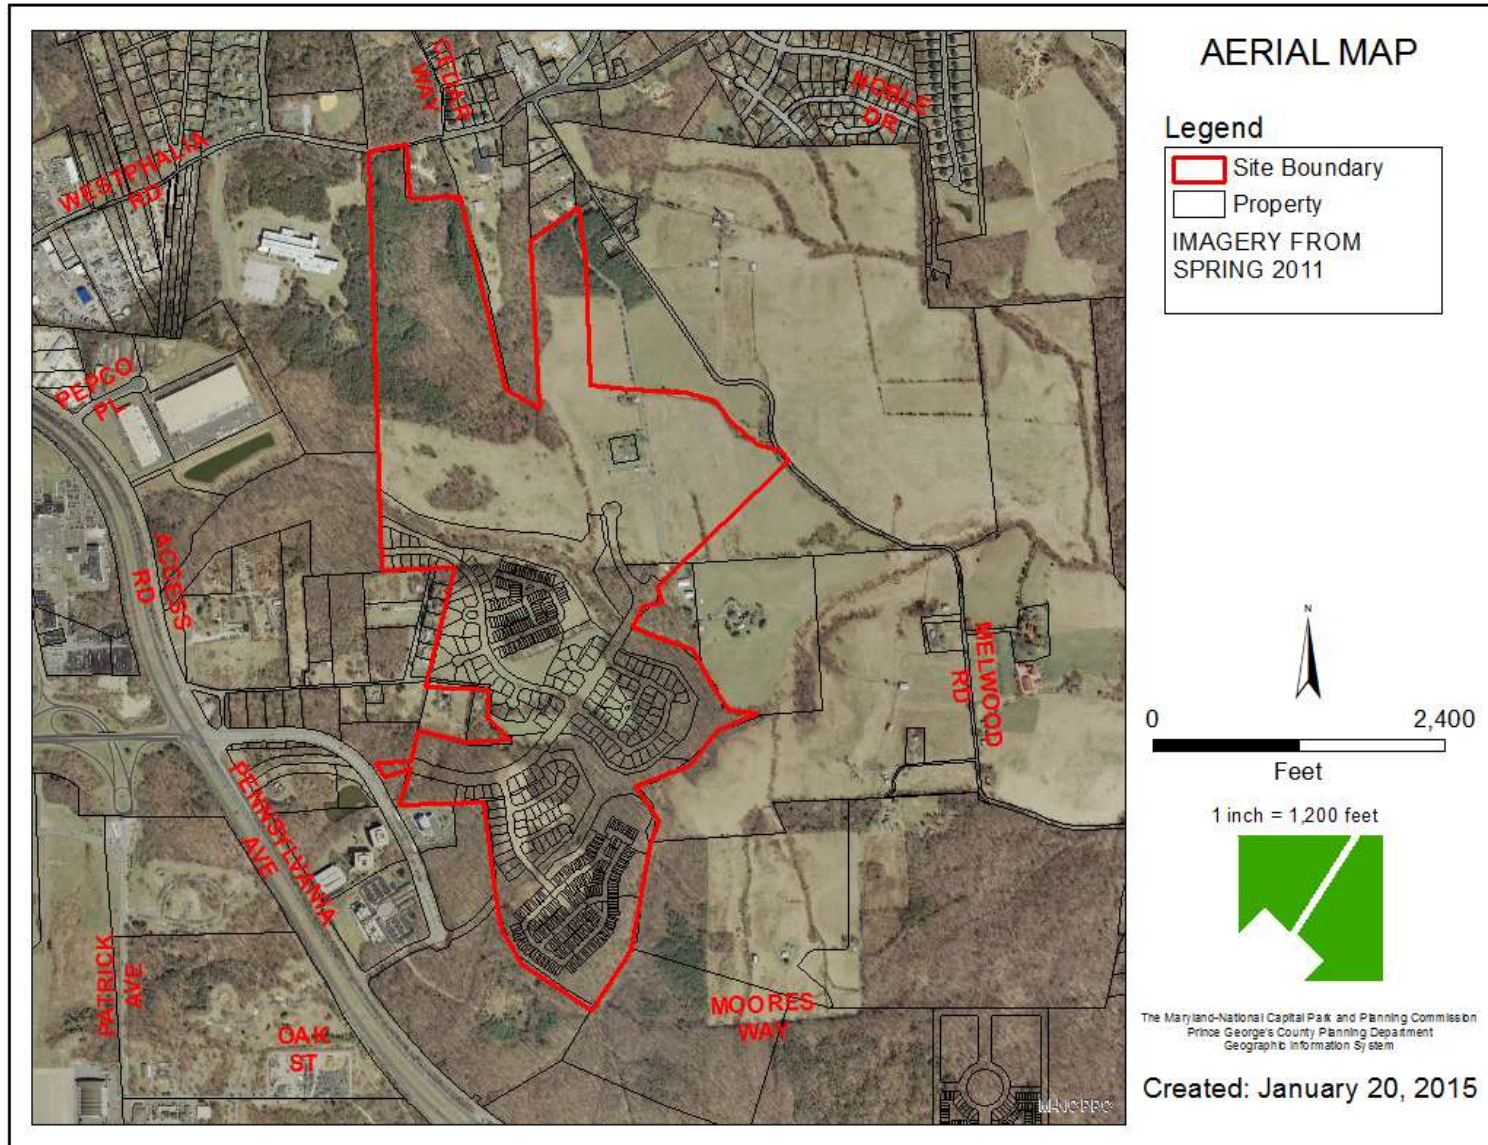 CEDAR
WAY
NOBLE
DR
WESTPHALIA
RD
PEPCO
PL
ACCESS
RD
MELWOOD
RD
PENNSYLVANIA
AVE
PATRICK
AVE
OAK
ST
MOORES
WAY
M-NCPPC
AERIAL MAP
Legend
Site Boundary
Property
IMAGERY FROM
SPRING 2011
N
0 2,400
Feet
1 inch = 1,200 feet
The Maryland-National Capital Park and Planning Commission
Prince George's County Planning Department
Geographic Information System
Created: January 20, 2015